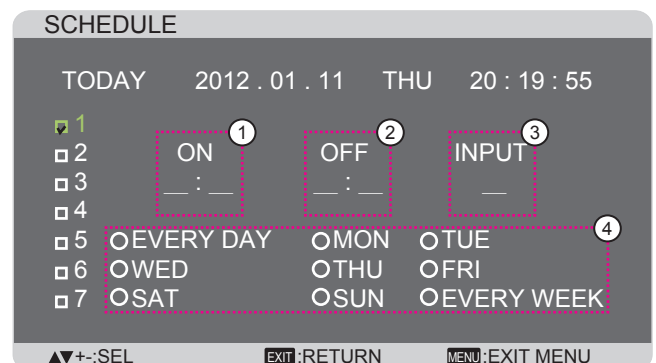 SCHEDULE
TODAY 2012 . 01 . 11 THU 20 : 19 : 55
1
2 ON 1 OFF 2 INPUT 3
3 __ : __ __ : __ __
4
5 EVERY DAY MON TUE 4
6 WED THU FRI
7 SAT SUN EVERY WEEK
▲▼+-:SEL EXIT:RETURN MENU:EXIT MENU